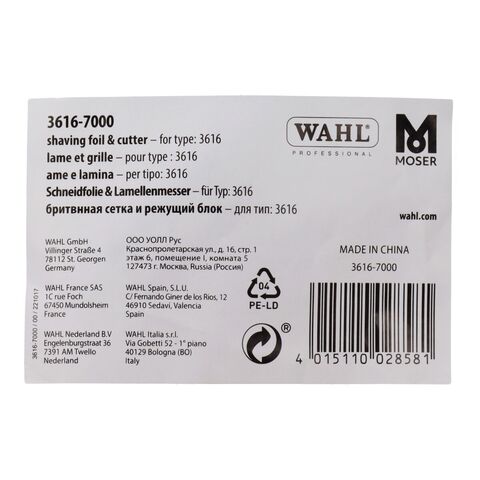 3616-7000
shaving foil & cutter – for type: 3616
lame et grille – pour type : 3616
ame e lamina – per tipo: 3616
Schneidfolie & Lamellenmesser – für Typ: 3616
бритвнная сетка и режущий блок – для тип: 3616
WAHL
PROFESSIONAL
MOSER
wahl.com
WAHL GmbH
Villinger Straße 4
78112 St. Georgen
Germany
ООО УОЛЛ Рус
Краснопролетарская ул., д. 16, стр. 1
этаж 6, помещение I, комната 5
127473 г. Москва, Russia (Россия)
MADE IN CHINA
3616-7000
WAHL France SAS
1C rue Foch
67450 Mundolsheim
France
WAHL Spain, S.L.U.
C/ Fernando Giner de los Rios, 12
46910 Sedavi, Valencia
Spain
04
PE-LD
WAHL Nederland B.V.
Engelenburgstraat 36
7391 AM Twello
Nederland
WAHL Italia s.r.l.
Via Gobetti 52 - 1° piano
40129 Bologna (BO)
Italy
4 015110 028581
3616-7000 / 00 / 221017